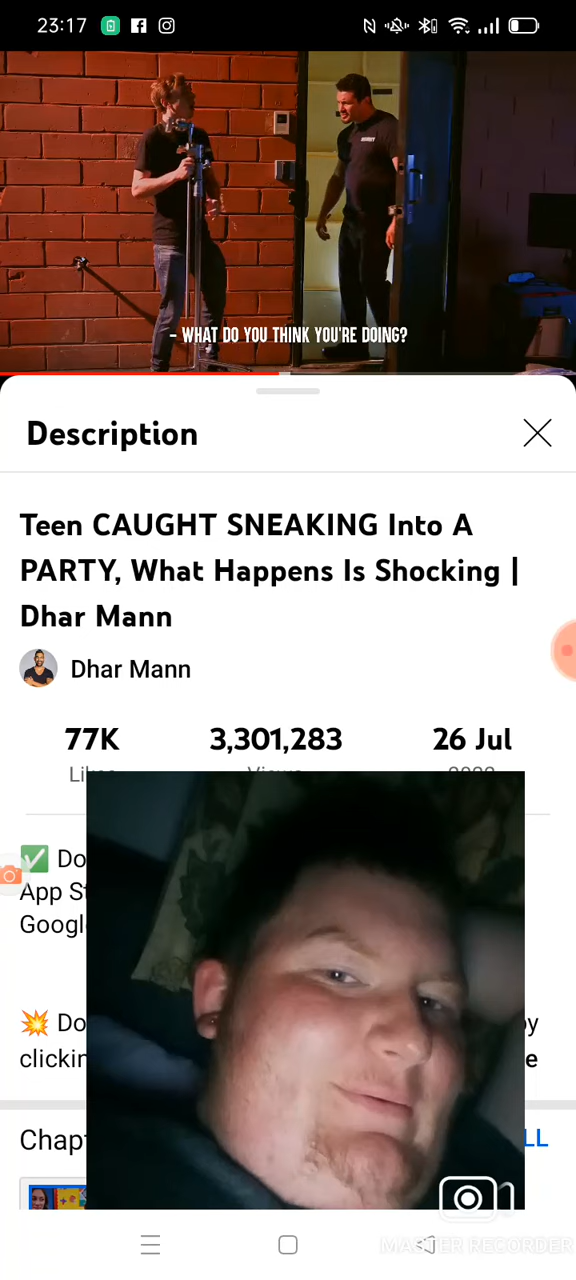 23:17
SECURITY
- WHAT DO YOU THINK YOU'RE DOING?
Description
Teen CAUGHT SNEAKING Into A
PARTY, What Happens Is Shocking |
Dhar Mann
Dhar Mann
77K 3,301,283 26 Jul
✅ Do
App St
Googl
💥 Do by
clickin e
Chapt LL
MASTER RECORDER